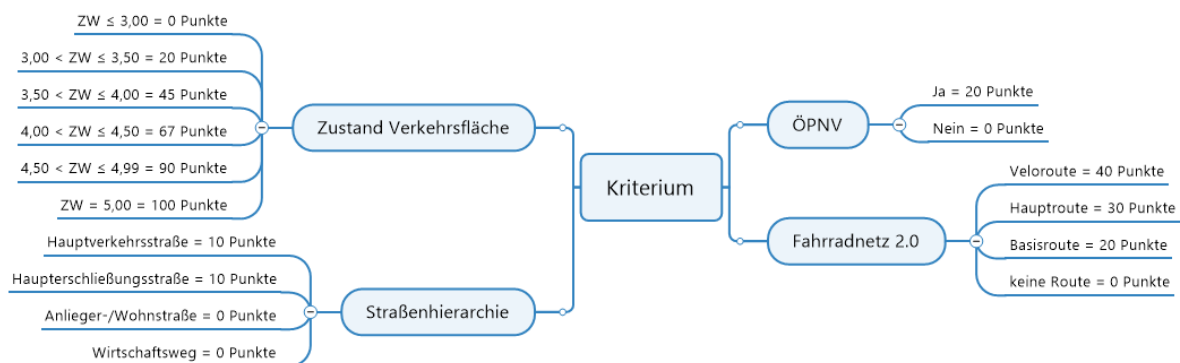 Kriterium
Zustand Verkehrsfläche
ZW ≤ 3,00 = 0 Punkte
3,00 < ZW ≤ 3,50 = 20 Punkte
3,50 < ZW ≤ 4,00 = 45 Punkte
4,00 < ZW ≤ 4,50 = 67 Punkte
4,50 < ZW ≤ 4,99 = 90 Punkte
ZW = 5,00 = 100 Punkte
Straßenhierarchie
Hauptverkehrsstraße = 10 Punkte
Haupterschließungsstraße = 10 Punkte
Anlieger-/Wohnstraße = 0 Punkte
Wirtschaftsweg = 0 Punkte
ÖPNV
Ja = 20 Punkte
Nein = 0 Punkte
Fahrradnetz 2.0
Veloroute = 40 Punkte
Hauptroute = 30 Punkte
Basisroute = 20 Punkte
keine Route = 0 Punkte